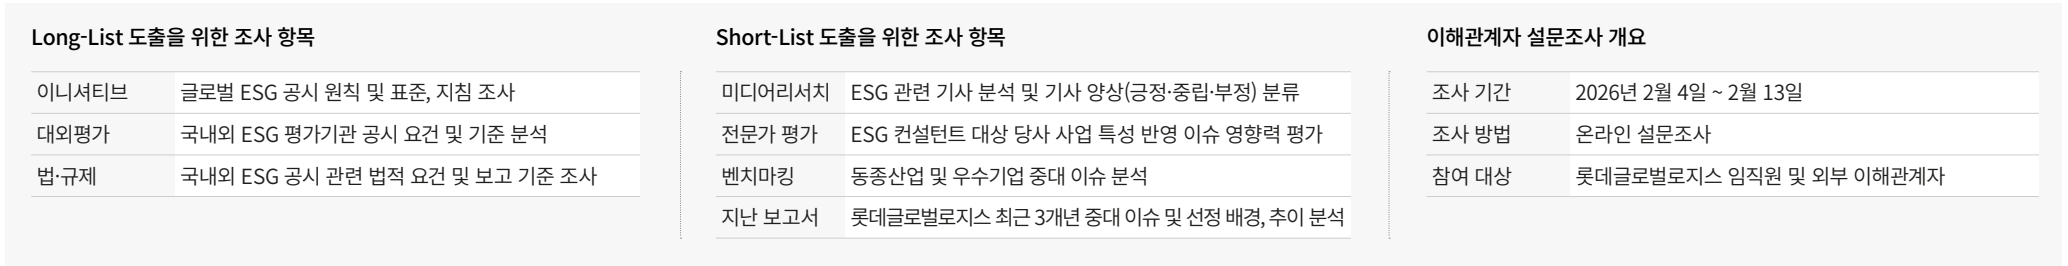 Long-List 도출을 위한 조사 항목
이니셔티브 글로벌 ESG 공시 원칙 및 표준, 지침 조사
대외평가 국내외 ESG 평가기관 공시 요건 및 기준 분석
법·규제 국내외 ESG 공시 관련 법적 요건 및 보고 기준 조사
Short-List 도출을 위한 조사 항목
미디어리서치 ESG 관련 기사 분석 및 기사 양상(긍정·중립·부정) 분류
전문가 평가 ESG 컨설턴트 대상 당사 사업 특성 반영 이슈 영향력 평가
벤치마킹 동종산업 및 우수기업 중대 이슈 분석
지난 보고서 롯데글로벌로지스 최근 3개년 중대 이슈 및 선정 배경, 추이 분석
이해관계자 설문조사 개요
조사 기간 2026년 2월 4일 ~ 2월 13일
조사 방법 온라인 설문조사
참여 대상 롯데글로벌로지스 임직원 및 외부 이해관계자